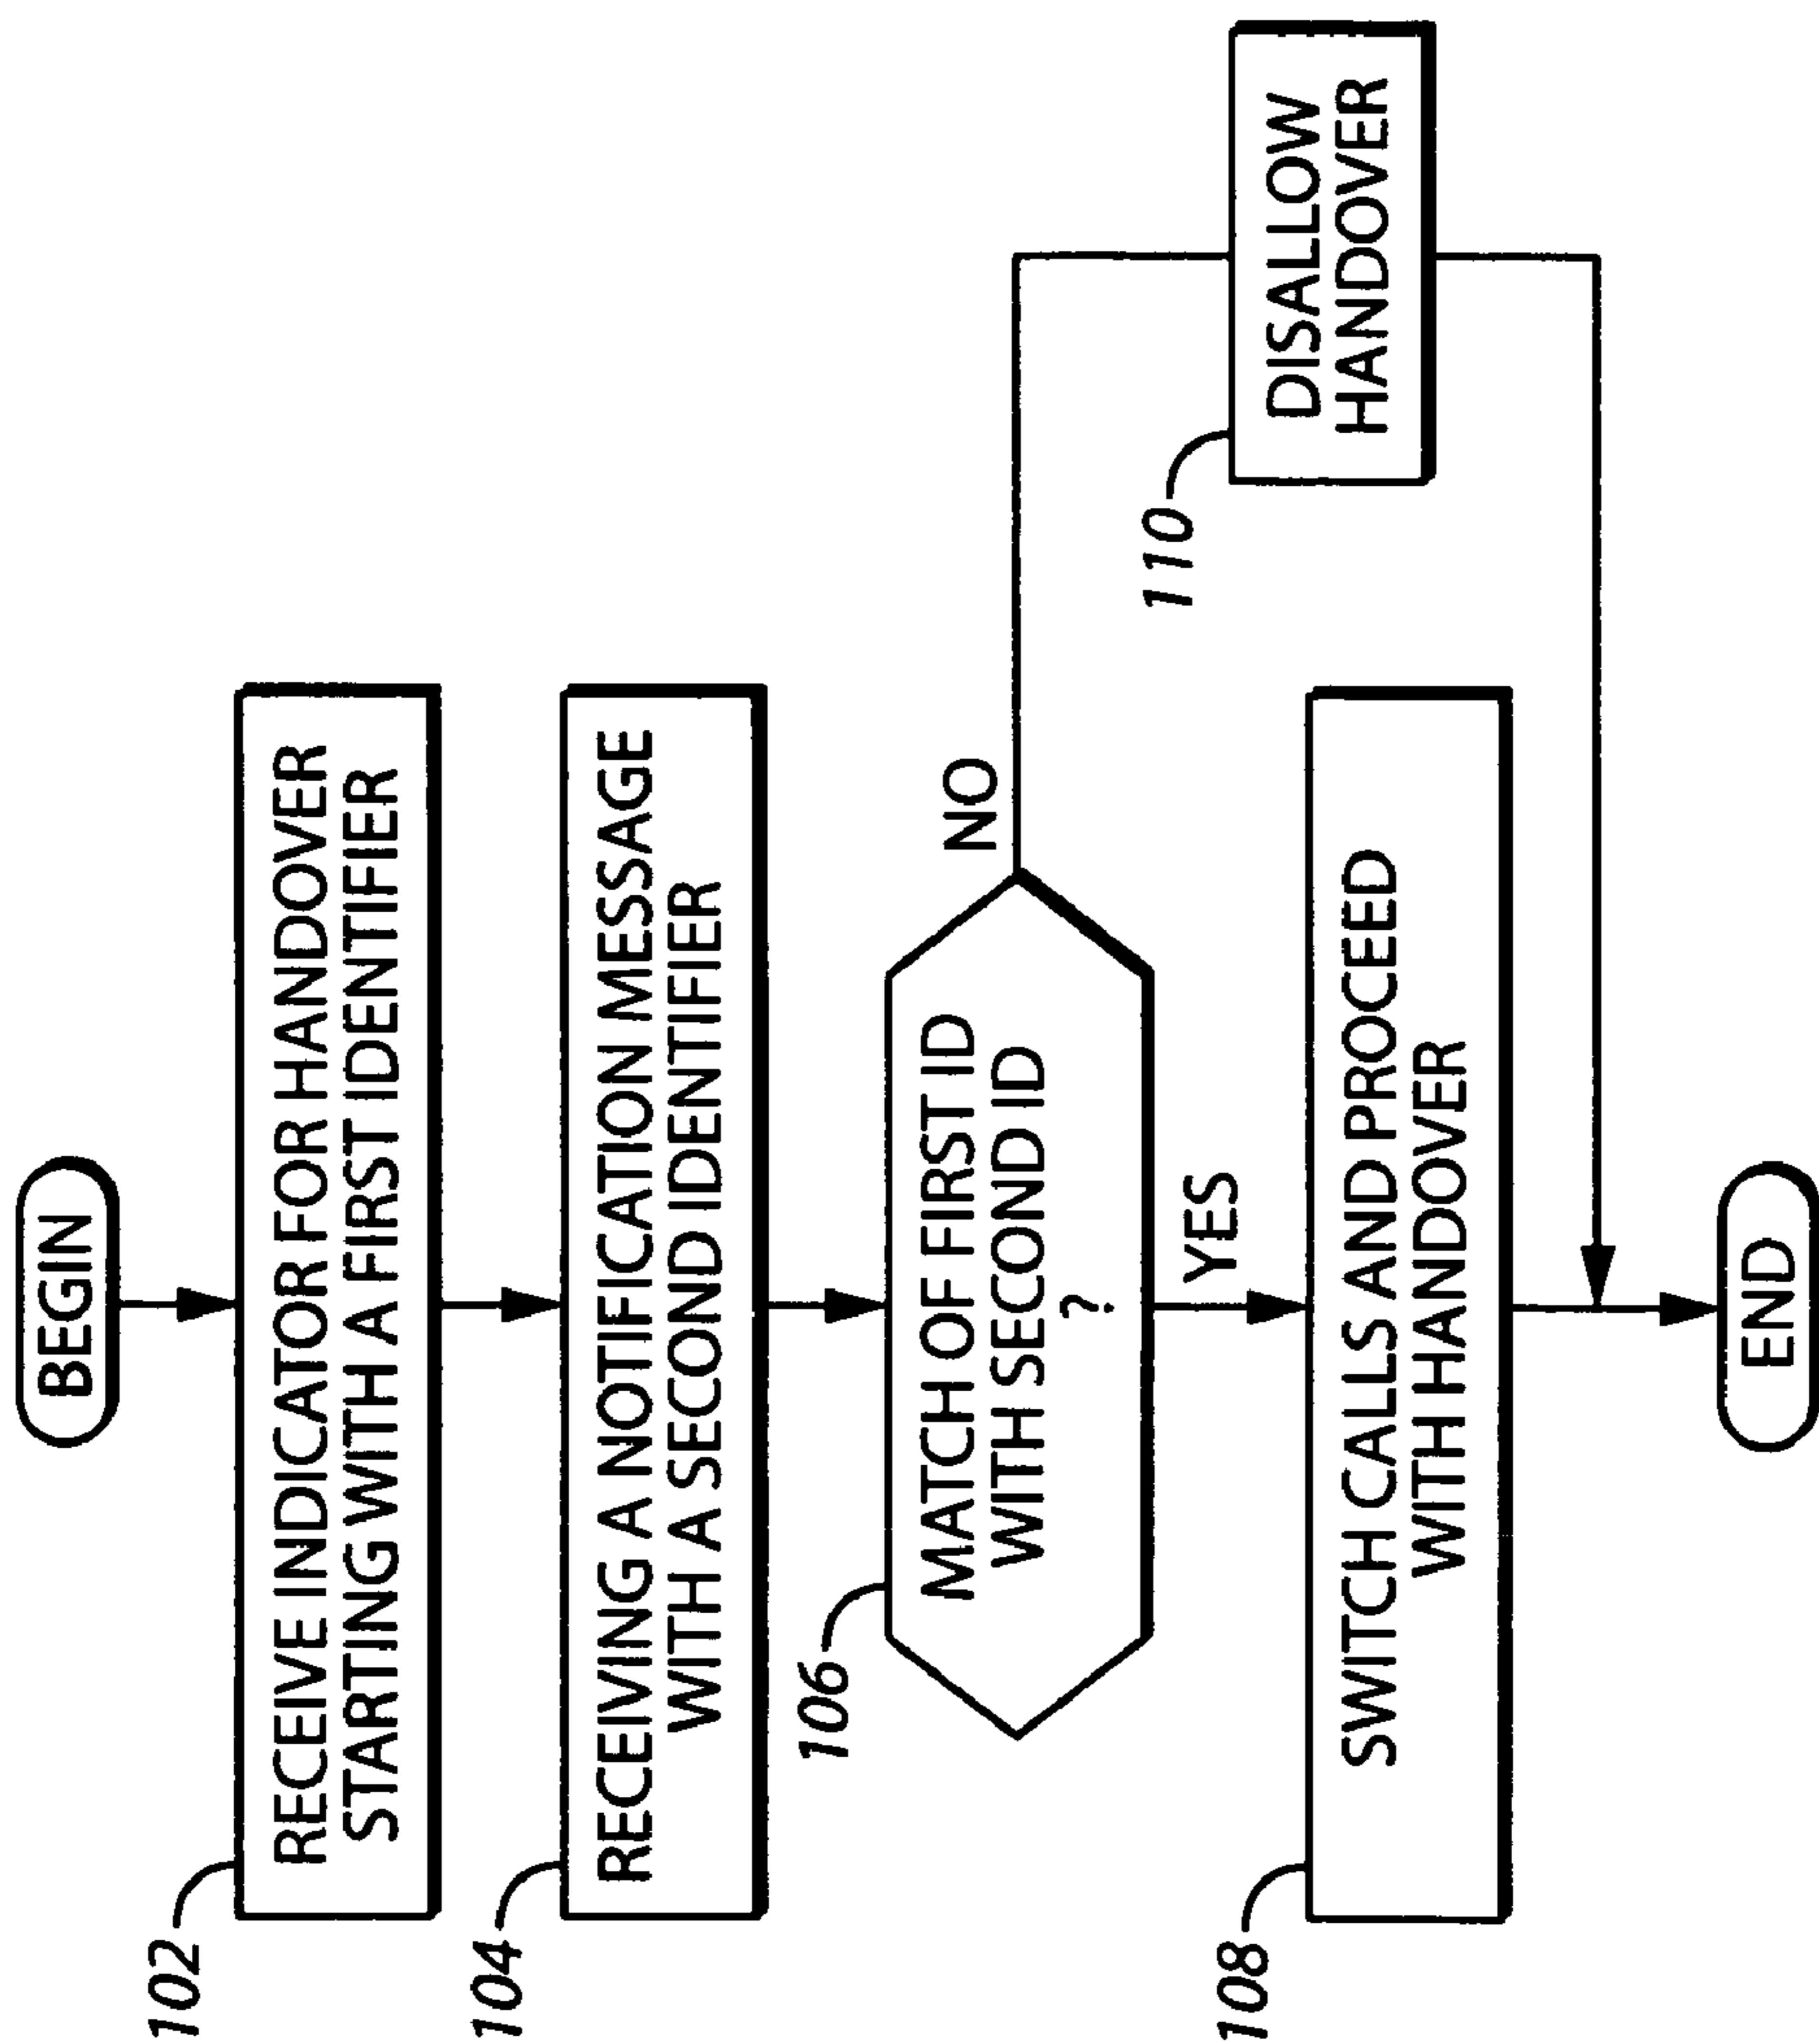 BEGIN
102
RECEIVE INDICATOR FOR HANDOVER
STARTING WITH A FIRST IDENTIFIER
104
RECEIVING A NOTIFICATION MESSAGE
WITH A SECOND IDENTIFIER
106
MATCH OF FIRST ID
WITH SECOND ID
?
NO
YES
110
DISALLOW
HANDOVER
108
SWITCH CALLS AND PROCEED
WITH HANDOVER
END